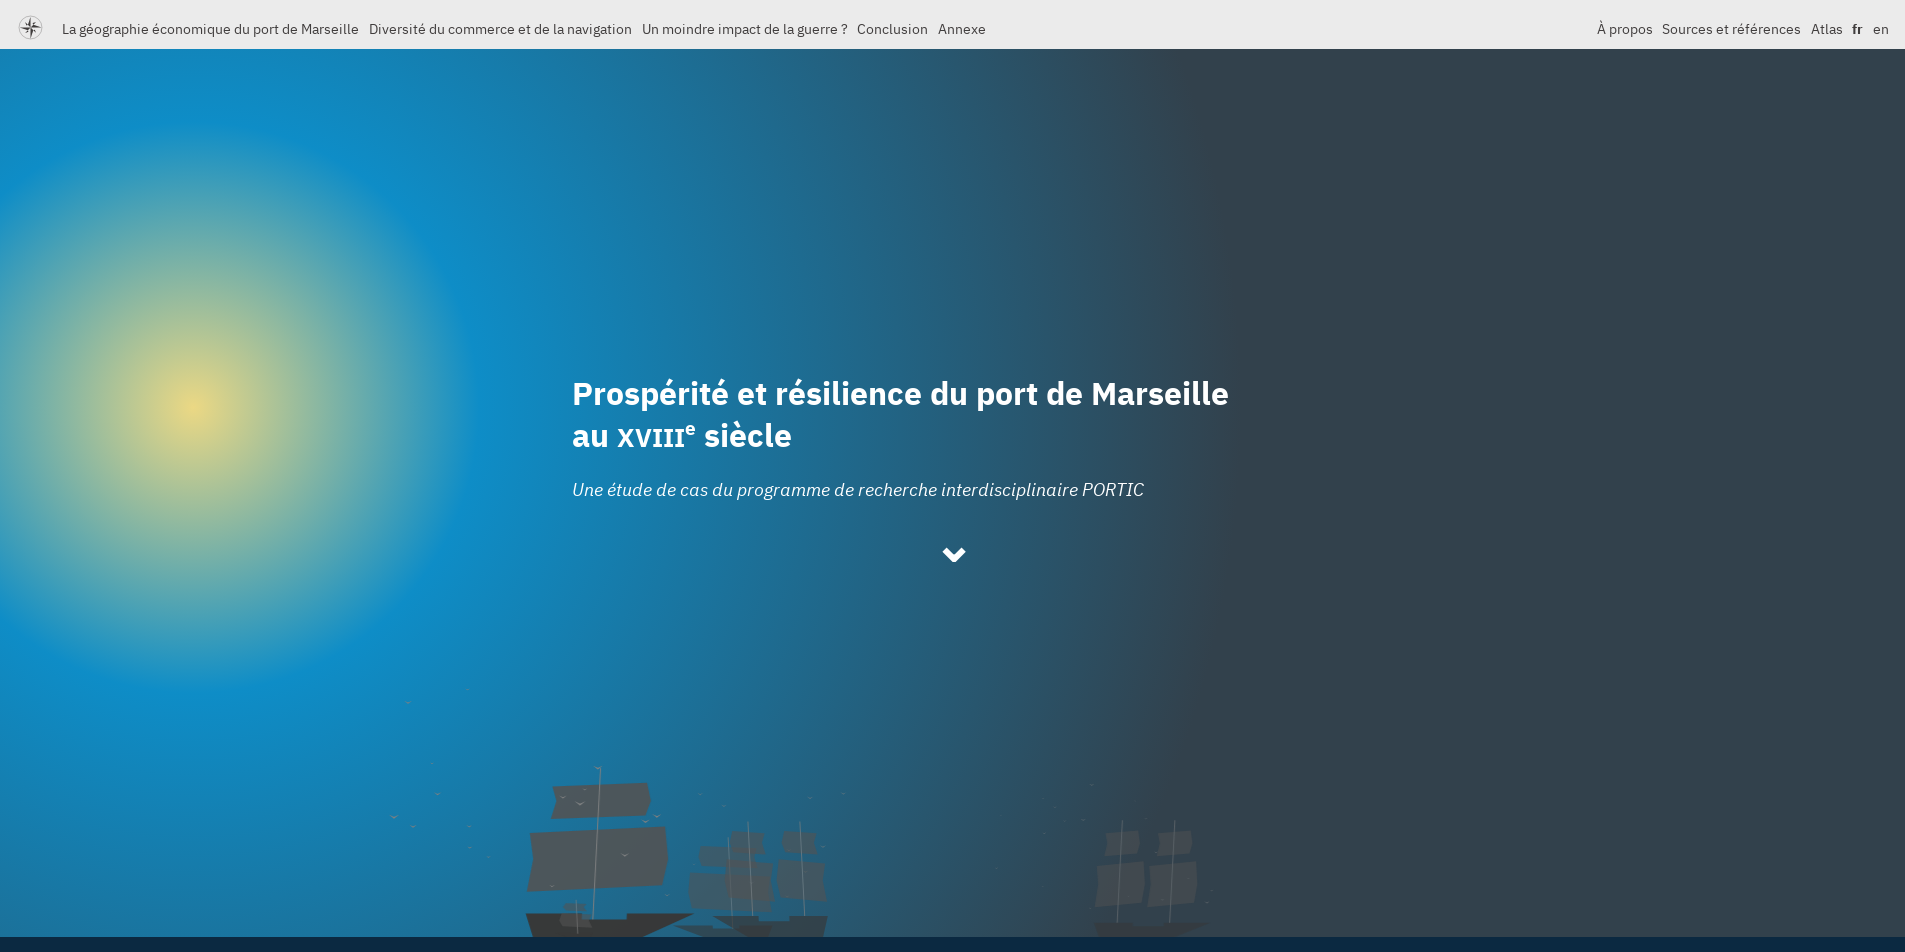 La géographie économique du port de Marseille Diversité du commerce et de la navigation Un moindre impact de la guerre ? Conclusion Annexe À propos Sources et références Atlas fr en
Prospérité et résilience du port de Marseille
au XVIIIe siècle
Une étude de cas du programme de recherche interdisciplinaire PORTIC